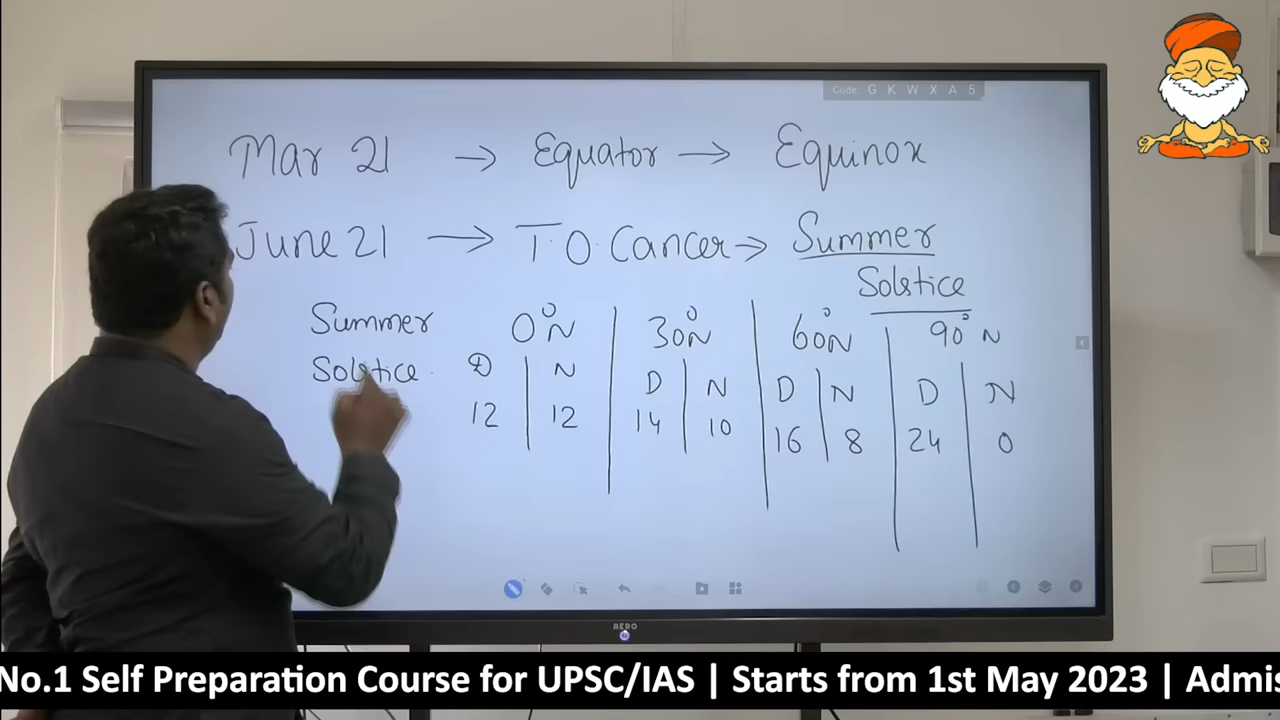 Code: G K W X A 5
Mar 21 → Equator → Equinox
June 21 → T.O. Cancer → Summer
Solstice
Summer 0°N 30°N 60°N 90° N
Solstice D N D N D N D N
12 12 14 10 16 8 24 0
AERO
No.1 Self Preparation Course for UPSC/IAS | Starts from 1st May 2023 | Admis